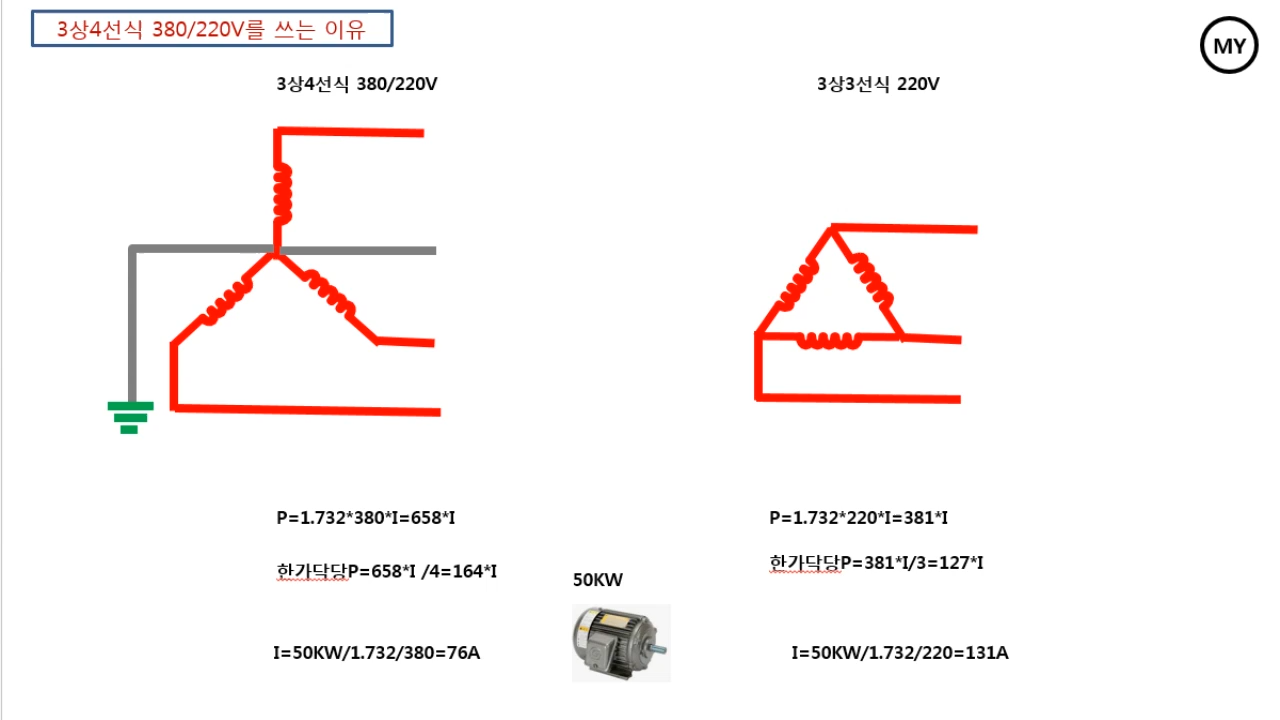 3상4선식 380/220V를 쓰는 이유
MY
3상4선식 380/220V
3상3선식 220V
P=1.732*380*I=658*I
P=1.732*220*I=381*I
한가닥당P=658*I /4=164*I
한가닥당P=381*I/3=127*I
50KW
I=50KW/1.732/380=76A
I=50KW/1.732/220=131A